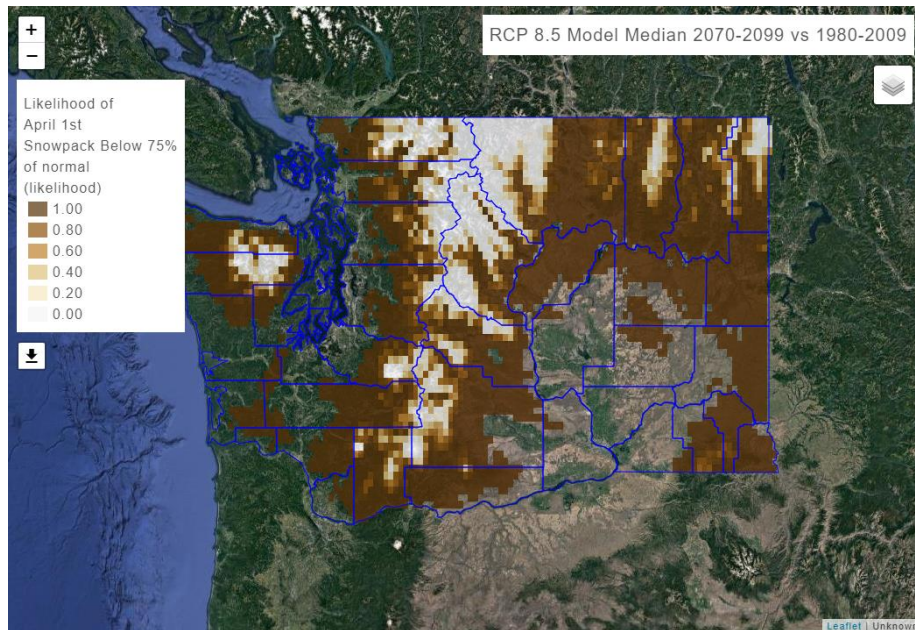 +
−
RCP 8.5 Model Median 2070-2099 vs 1980-2009
Likelihood of
April 1st
Snowpack Below 75%
of normal
(likelihood)
1.00
0.80
0.60
0.40
0.20
0.00
Leaflet | Unknown